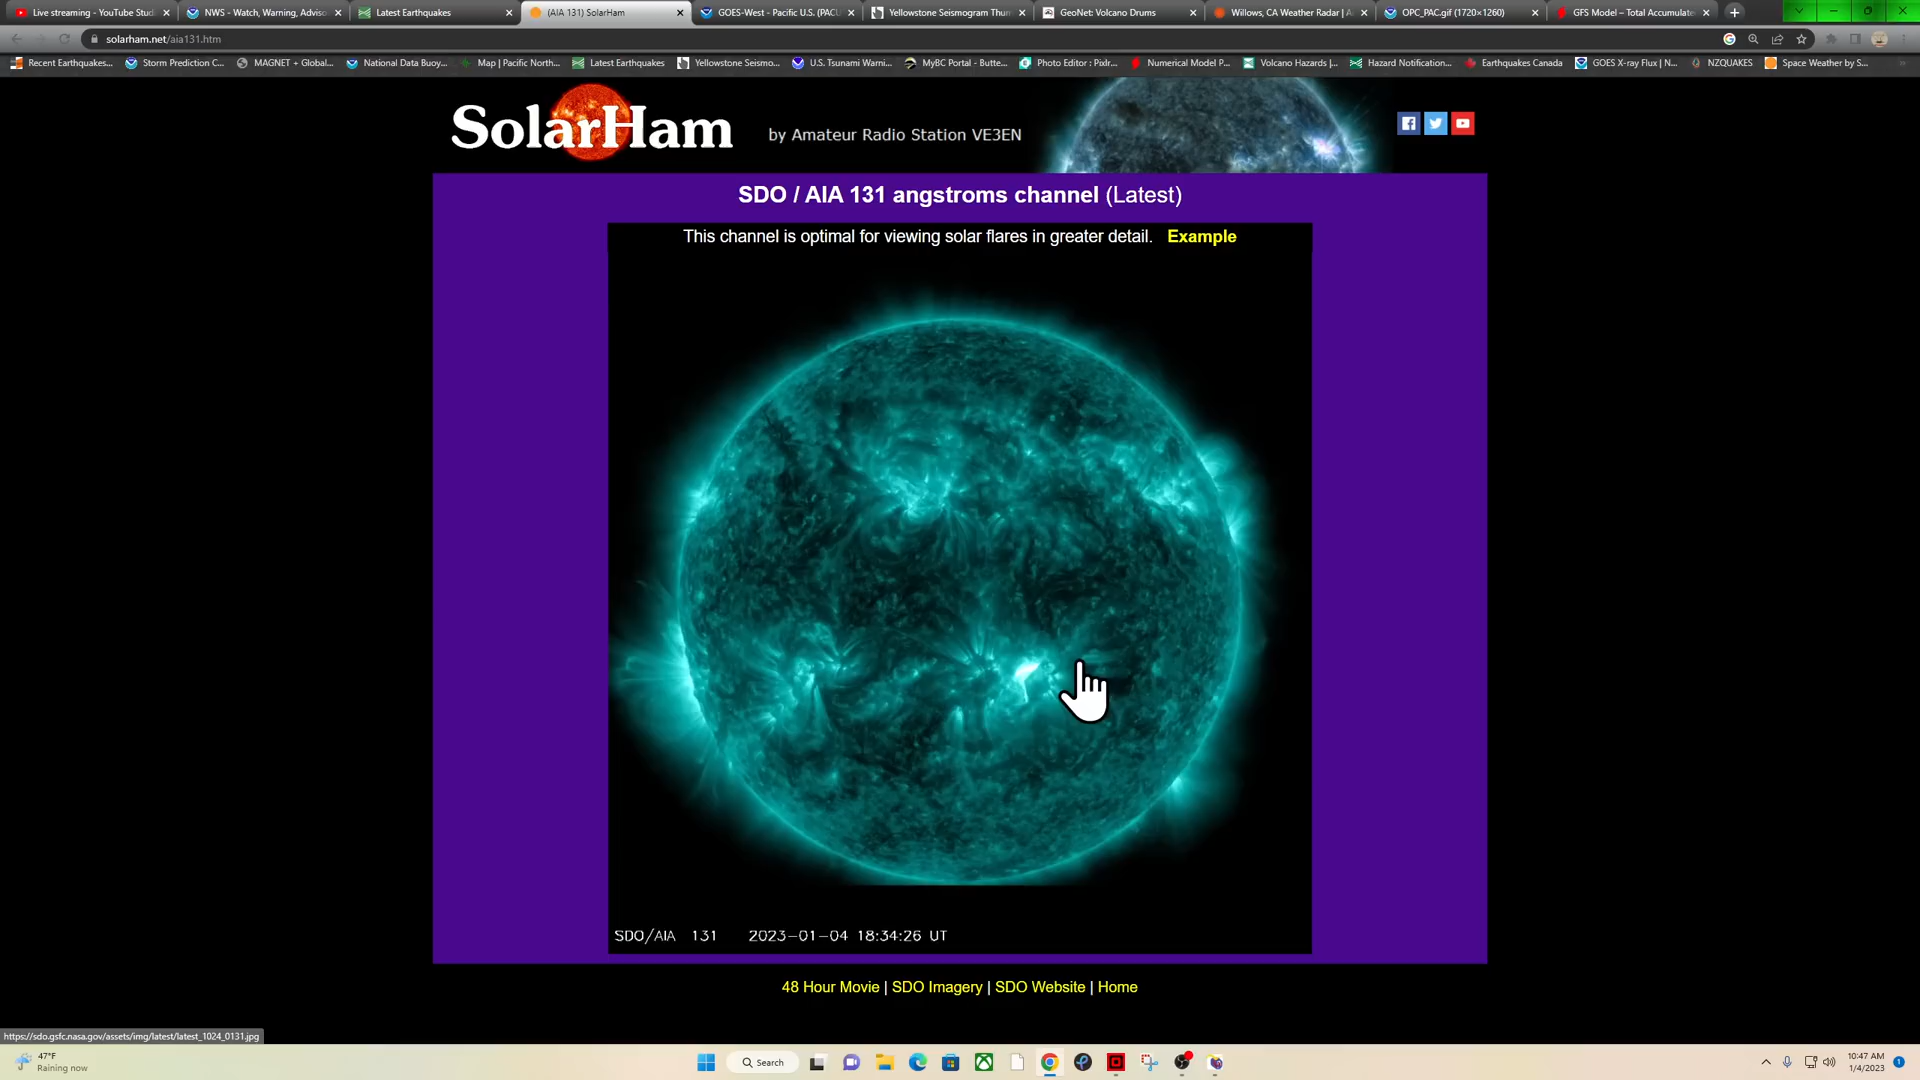 Live streaming - YouTube Stud
NWS - Watch, Warning, Adviso
Latest Earthquakes
(AIA 131) SolarHam
GOES-West - Pacific U.S. (PACU
Yellowstone Seismogram Thun
GeoNet: Volcano Drums
Willows, CA Weather Radar | A
OPC_PAC.gif (1720×1260)
GFS Model – Total Accumulate
solarham.net/aia131.htm
Recent Earthquakes...
Storm Prediction C...
MAGNET + Global...
National Data Buoy...
Map | Pacific North...
Latest Earthquakes
Yellowstone Seismo...
U.S. Tsunami Warni...
MyBC Portal - Butte...
Photo Editor : Pixlr...
Numerical Model P...
Volcano Hazards |...
Hazard Notification...
Earthquakes Canada
GOES X-ray Flux | N...
NZQUAKES
Space Weather by S...
SolarHam
by Amateur Radio Station VE3EN
SDO / AIA 131 angstroms channel (Latest)
This channel is optimal for viewing solar flares in greater detail. Example
SDO/AIA 131 2023-01-04 18:34:26 UT
48 Hour Movie | SDO Imagery | SDO Website | Home
https://sdo.gsfc.nasa.gov/assets/img/latest/latest_1024_0131.jpg
47°F
Raining now
Search
10:47 AM
1/4/2023
1